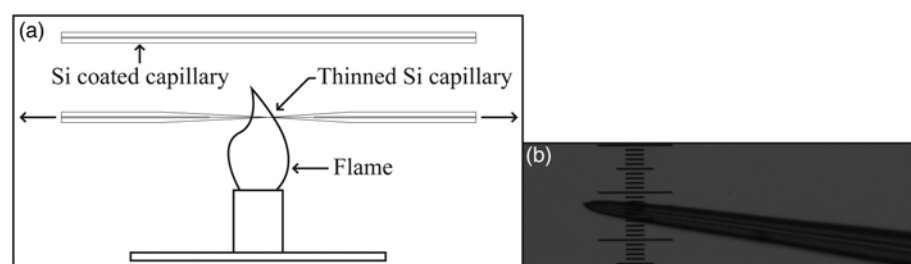 (a)
Si coated capillary
Thinned Si capillary
Flame
(b)